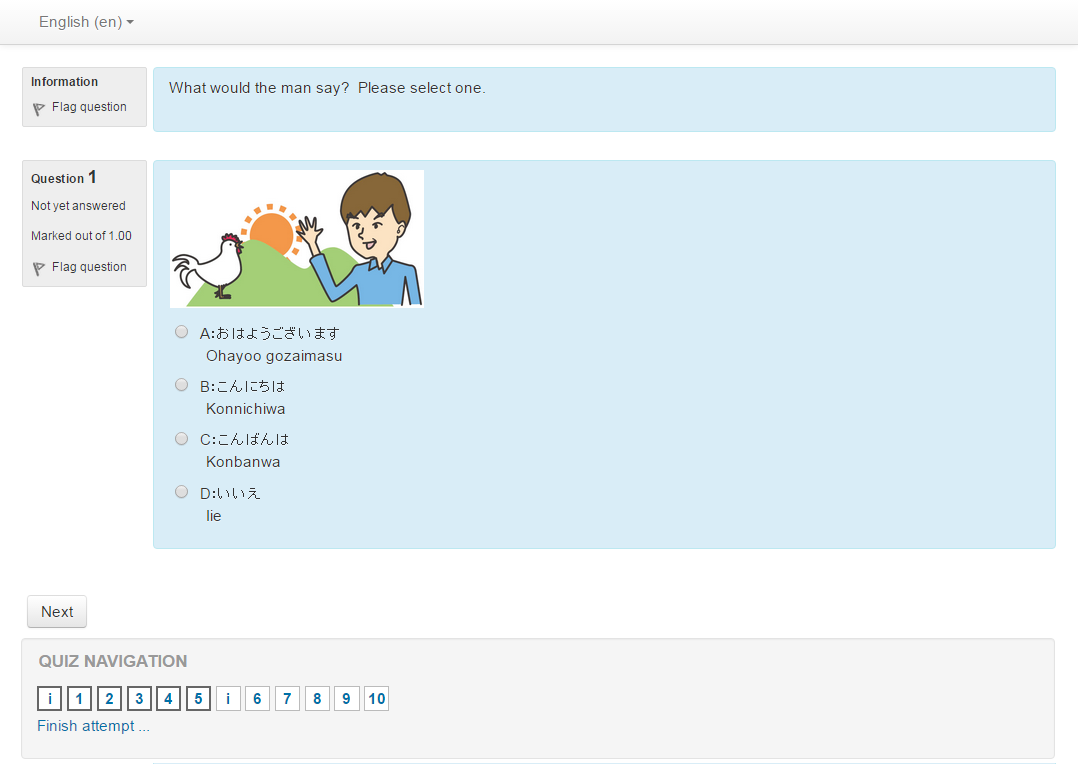 English (en)
Information
Flag question
What would the man say?  Please select one.
Question 1
Not yet answered
Marked out of 1.00
Flag question
A:おはようございます
Ohayoo gozaimasu
B:こんにちは
Konnichiwa
C:こんばんは
Konbanwa
D:いいえ
Iie
Next
QUIZ NAVIGATION
i 1 2 3 4 5 i 6 7 8 9 10
Finish attempt ...